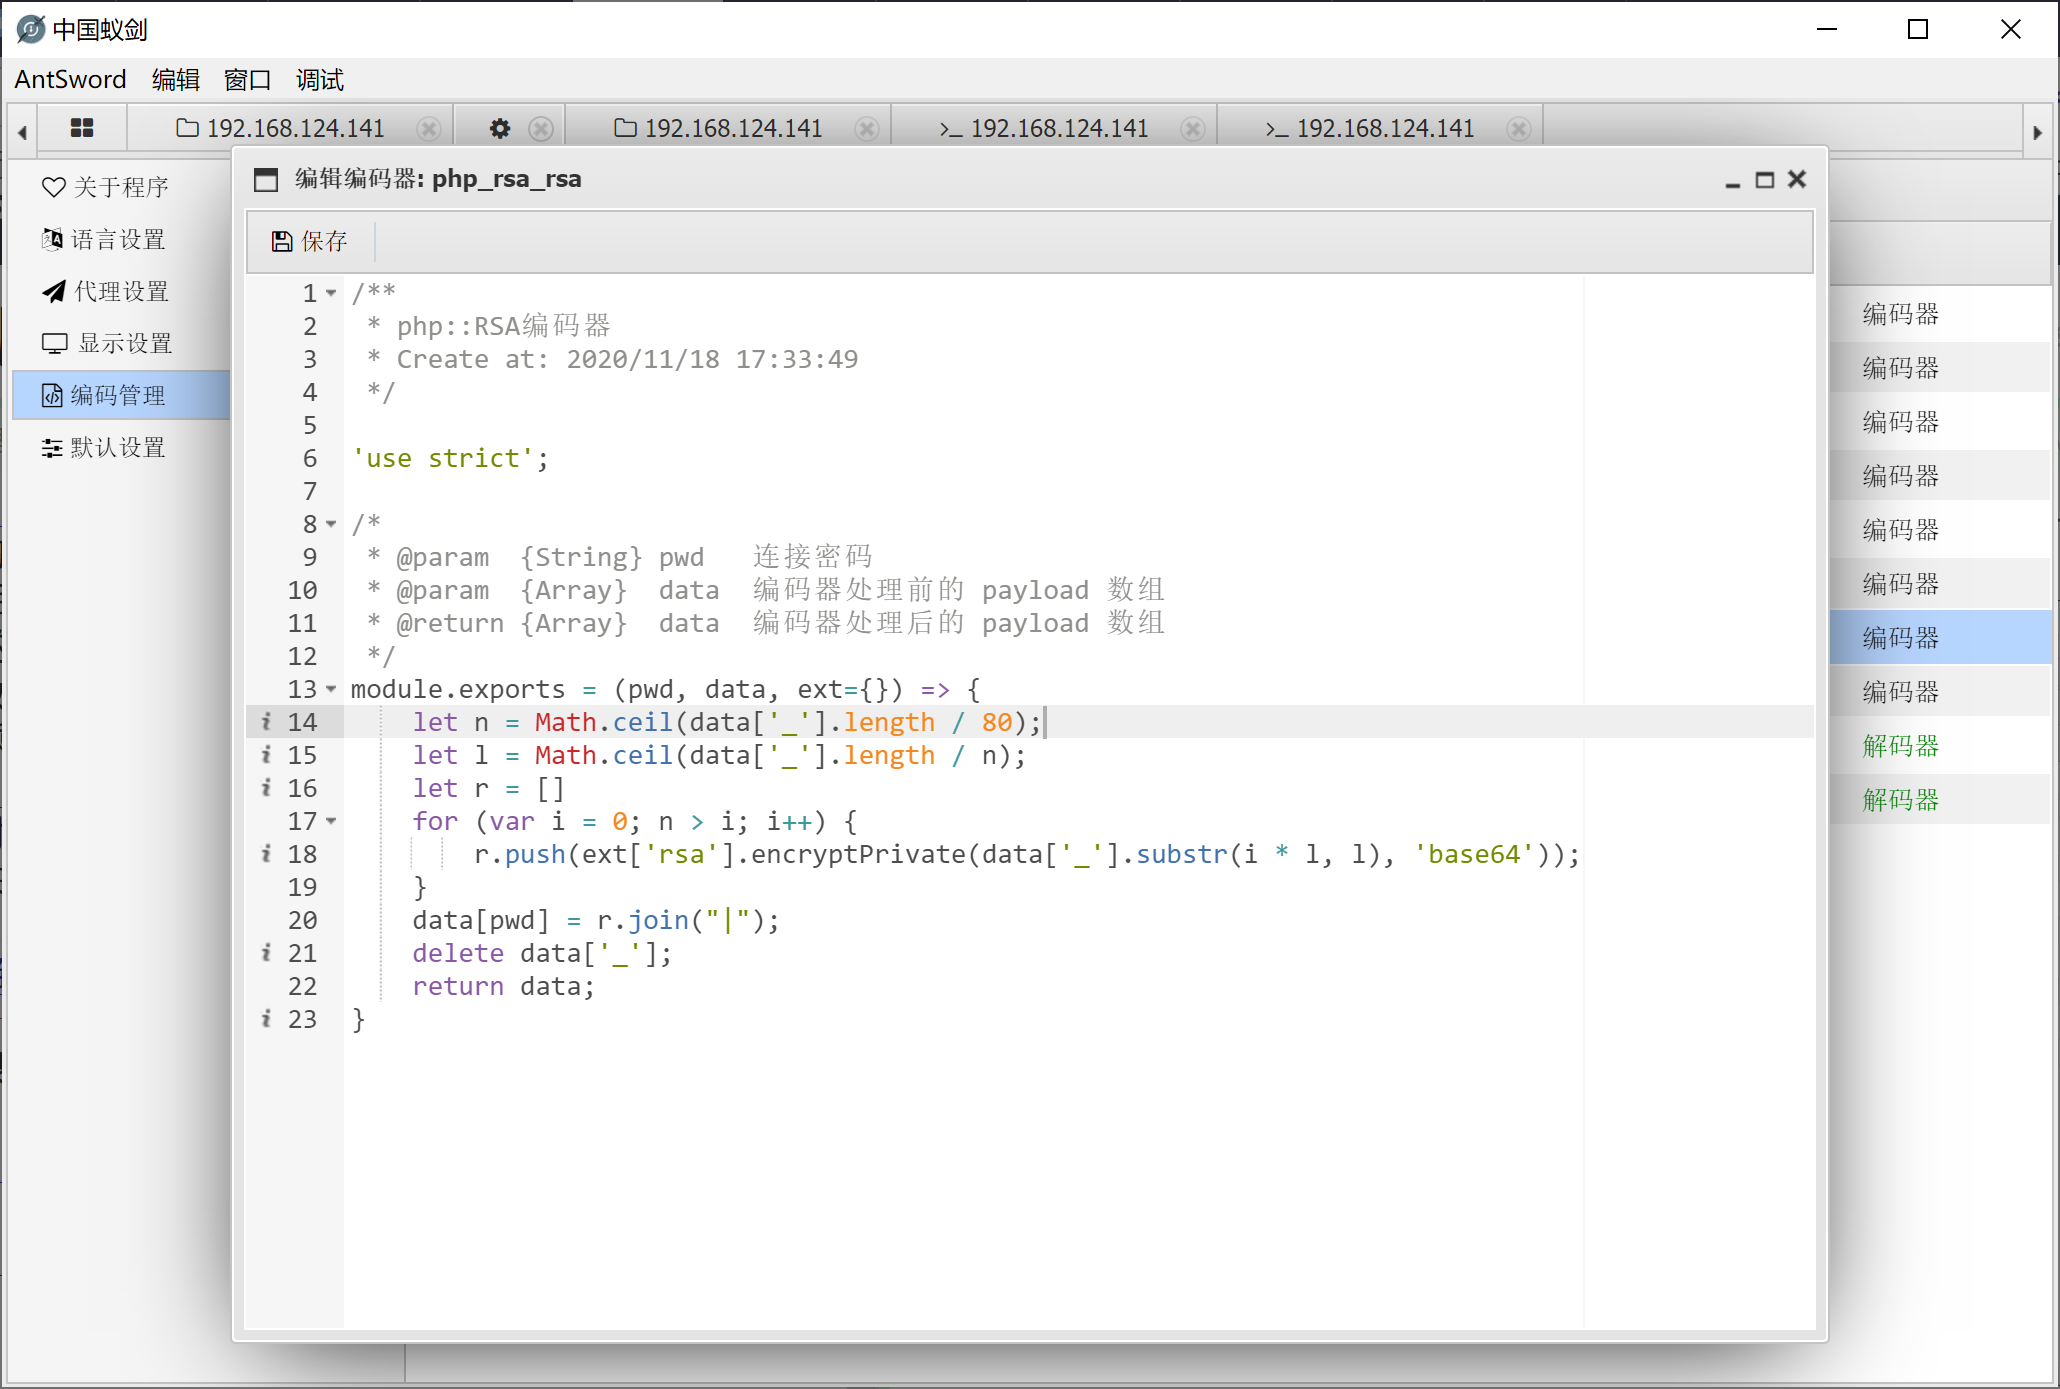 中国蚁剑
AntSword 编辑 窗口 调试
192.168.124.141 192.168.124.141 >_ 192.168.124.141 >_ 192.168.124.141
关于程序
语言设置
代理设置
显示设置
编码管理
默认设置
编辑编码器: php_rsa_rsa
保存
1 /**
2  * php::RSA编码器
3  * Create at: 2020/11/18 17:33:49
4  */
5
6 'use strict';
7
8 /*
9  * @param  {String} pwd   连接密码
10  * @param  {Array}  data  编码器处理前的 payload 数组
11  * @return {Array}  data  编码器处理后的 payload 数组
12  */
13 module.exports = (pwd, data, ext={}) => {
14     let n = Math.ceil(data['_'].length / 80);
15     let l = Math.ceil(data['_'].length / n);
16     let r = []
17     for (var i = 0; n > i; i++) {
18         r.push(ext['rsa'].encryptPrivate(data['_'].substr(i * l, l), 'base64'));
19     }
20     data[pwd] = r.join("|");
21     delete data['_'];
22     return data;
23 }
编码器
编码器
编码器
编码器
编码器
编码器
编码器
编码器
解码器
解码器